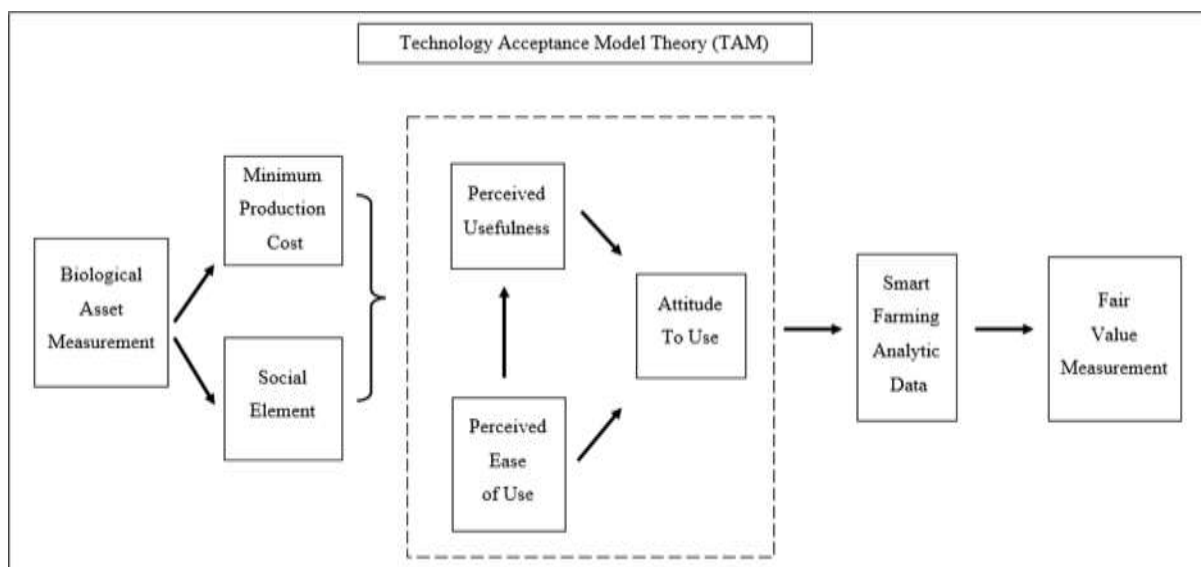 Technology Acceptance Model Theory (TAM)
Biological
Asset
Measurement
Minimum
Production
Cost
Social
Element
Perceived
Usefulness
Perceived
Ease
of Use
Attitude
To Use
Smart
Farming
Analytic
Data
Fair
Value
Measurement